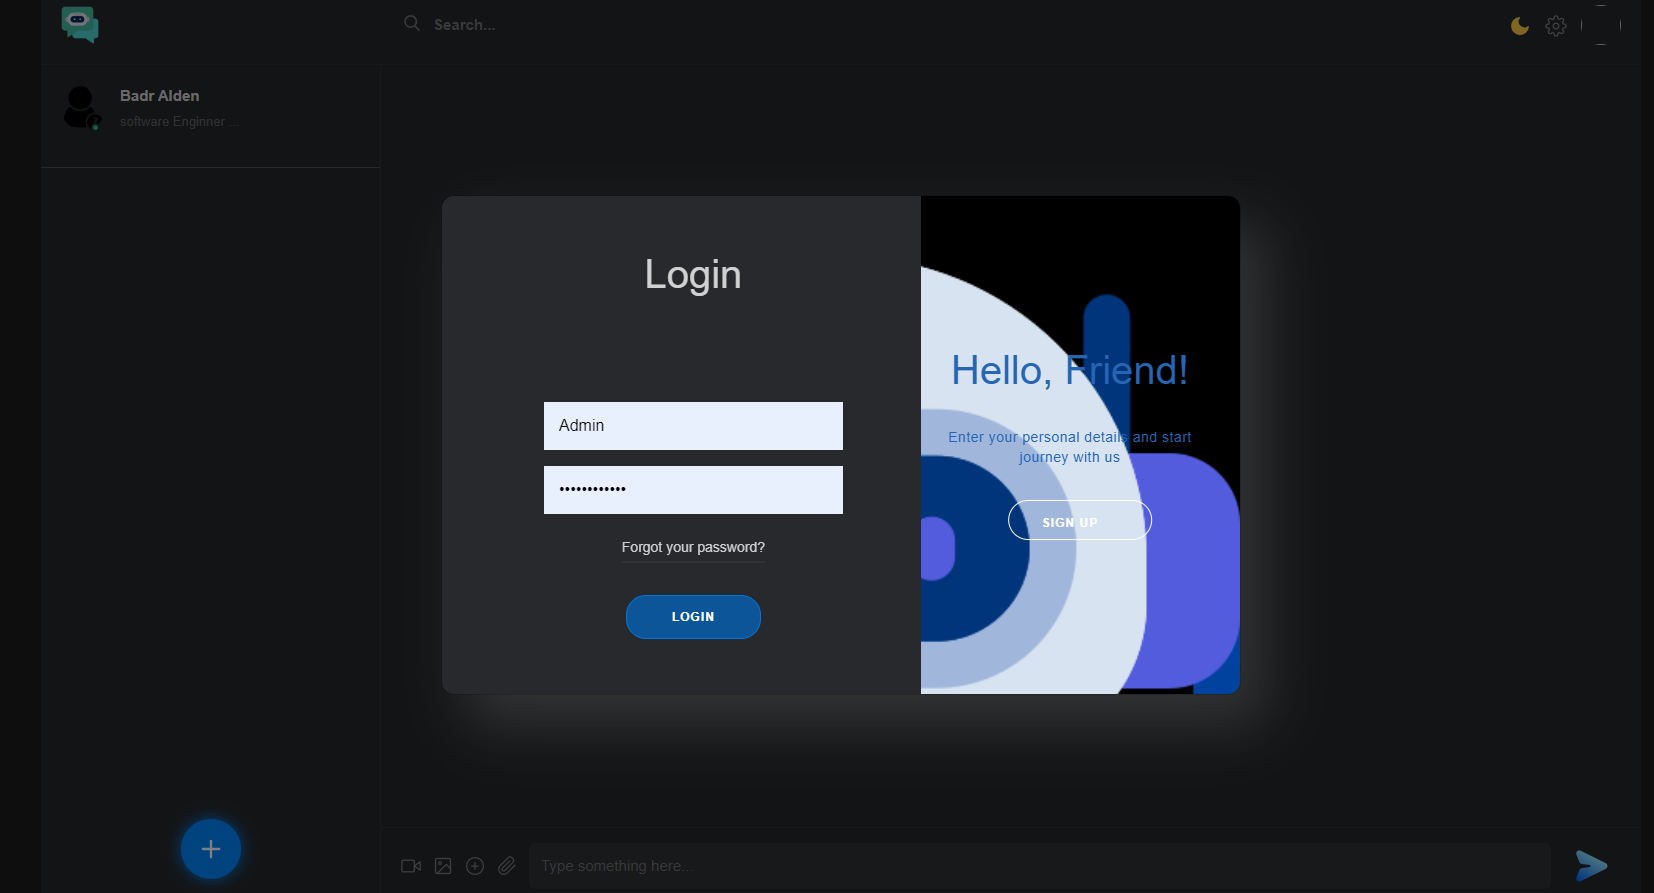 Search...
Badr Alden
software Enginner ...
Login
Admin
••••••••••••
Forgot your password?
LOGIN
Hello, Friend!
Enter your personal details and start
journey with us
SIGN UP
Type something here...